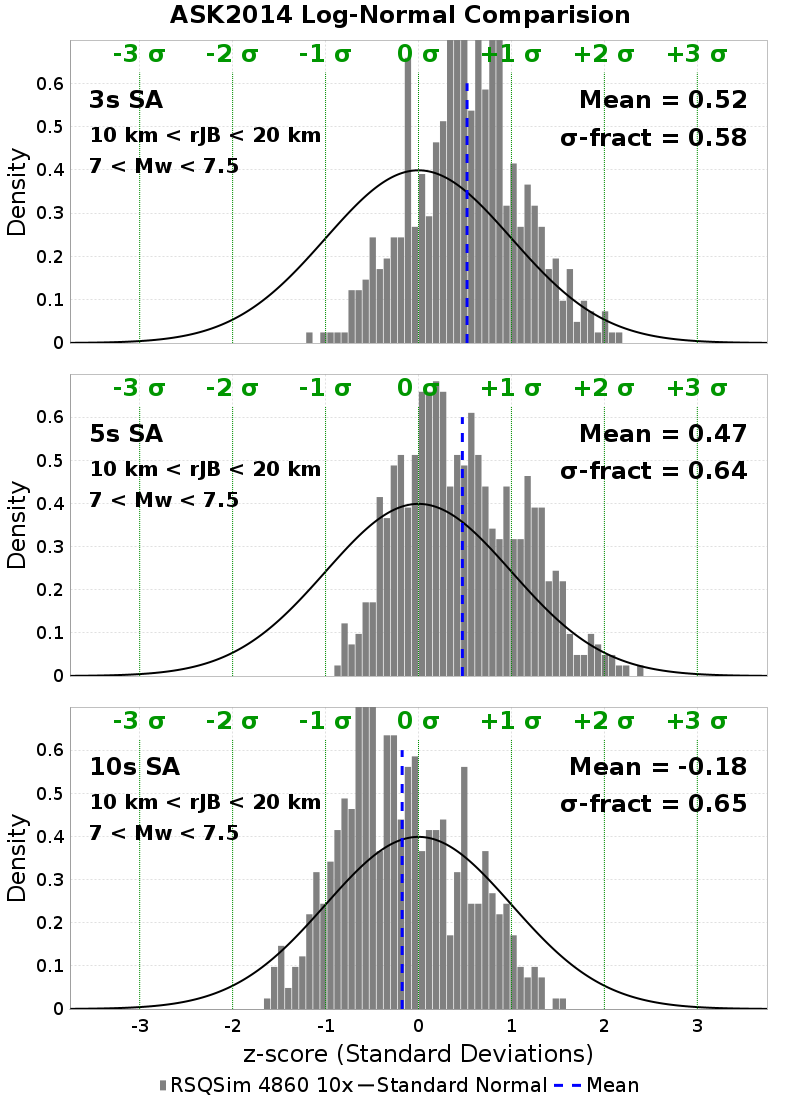 ASK2014 Log-Normal Comparision
-3 σ -2 σ -1 σ 0 σ +1 σ +2 σ +3 σ
0.6
3s SA
Mean = 0.52
0.5
10 km < rJB < 20 km
σ-fract = 0.58
7 < Mw < 7.5
0.4
0.3
0.2
0.1
0
Density
-3 σ -2 σ -1 σ 0 σ +1 σ +2 σ +3 σ
0.6
5s SA
Mean = 0.47
0.5
10 km < rJB < 20 km
σ-fract = 0.64
7 < Mw < 7.5
0.4
0.3
0.2
0.1
0
Density
-3 σ -2 σ -1 σ 0 σ +1 σ +2 σ +3 σ
0.6
10s SA
Mean = -0.18
0.5
10 km < rJB < 20 km
σ-fract = 0.65
7 < Mw < 7.5
0.4
0.3
0.2
0.1
0
Density
-3 -2 -1 0 1 2 3
z-score (Standard Deviations)
RSQSim 4860 10x Standard Normal Mean